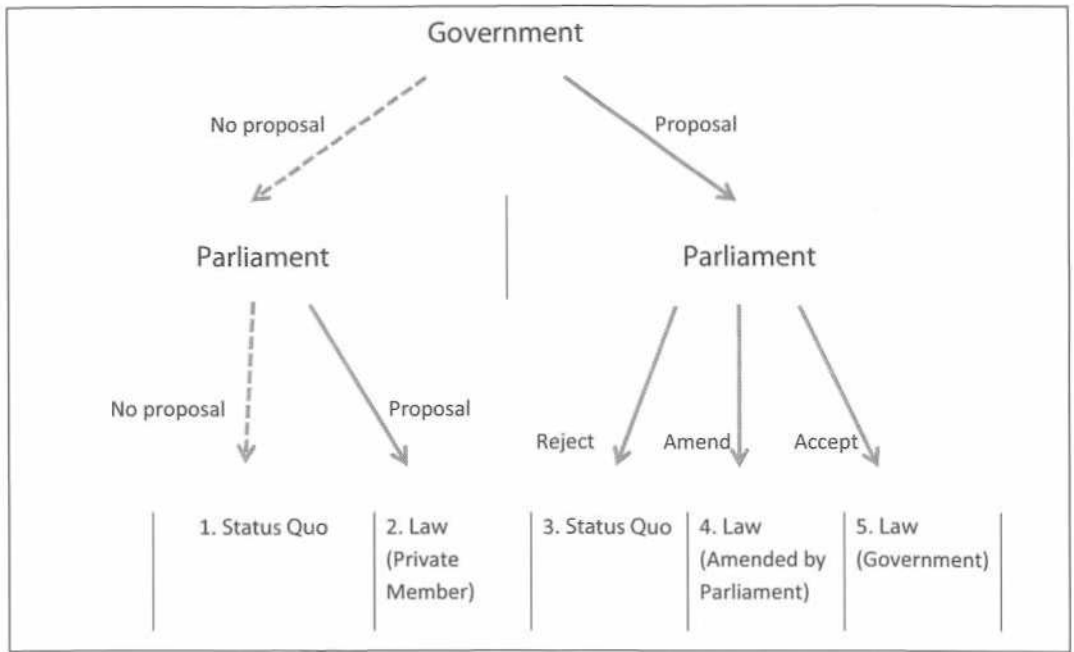 Government
No proposal
Proposal
Parliament
Parliament
No proposal
Proposal
Reject
Amend
Accept
1. Status Quo
2. Law
(Private
Member)
3. Status Quo
4. Law
(Amended by
Parliament)
5. Law
(Government)